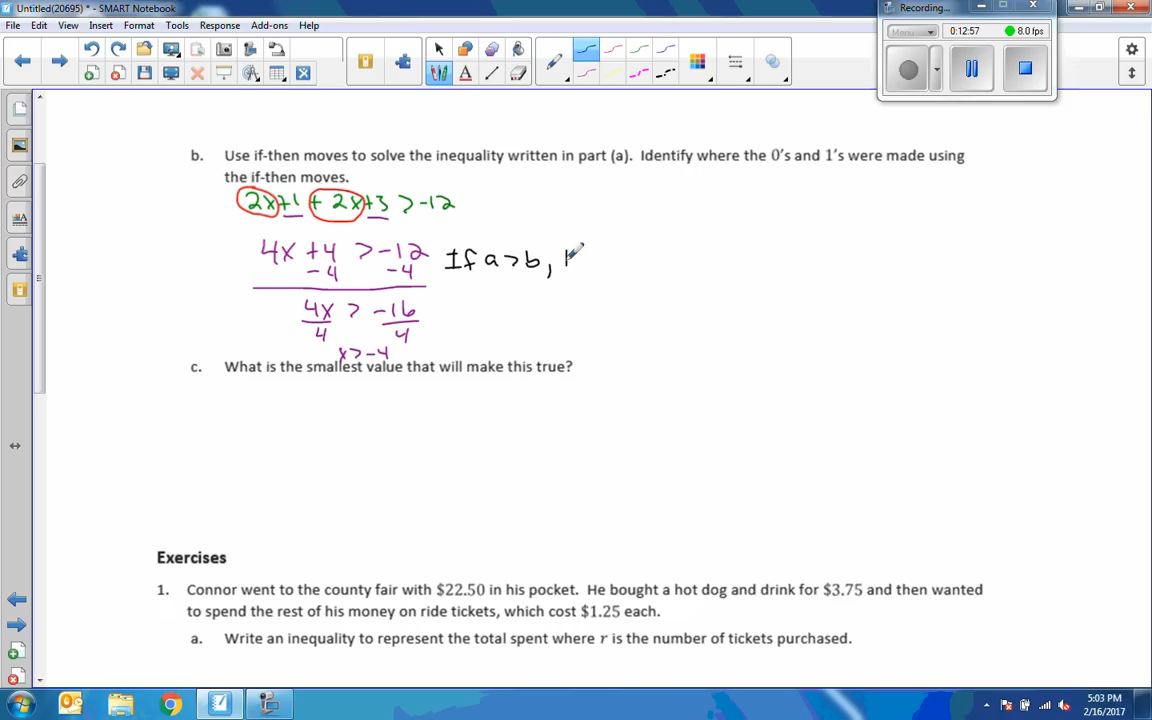 Untitled(20695) * - SMART Notebook
Recording...
File Edit View Insert Format Tools Response Add-ons Help
Menu 0:12:57 8.0 fps
b. Use if-then moves to solve the inequality written in part (a). Identify where the 0's and 1's were made using
the if-then moves.
2x+1 + 2x+3 > -12
4x +4 > -12 If a > b,
-4 -4
4x > -16
4 4
x > -4
c. What is the smallest value that will make this true?
Exercises
1. Connor went to the county fair with $22.50 in his pocket. He bought a hot dog and drink for $3.75 and then wanted
to spend the rest of his money on ride tickets, which cost $1.25 each.
a. Write an inequality to represent the total spent where r is the number of tickets purchased.
5:03 PM
2/16/2017